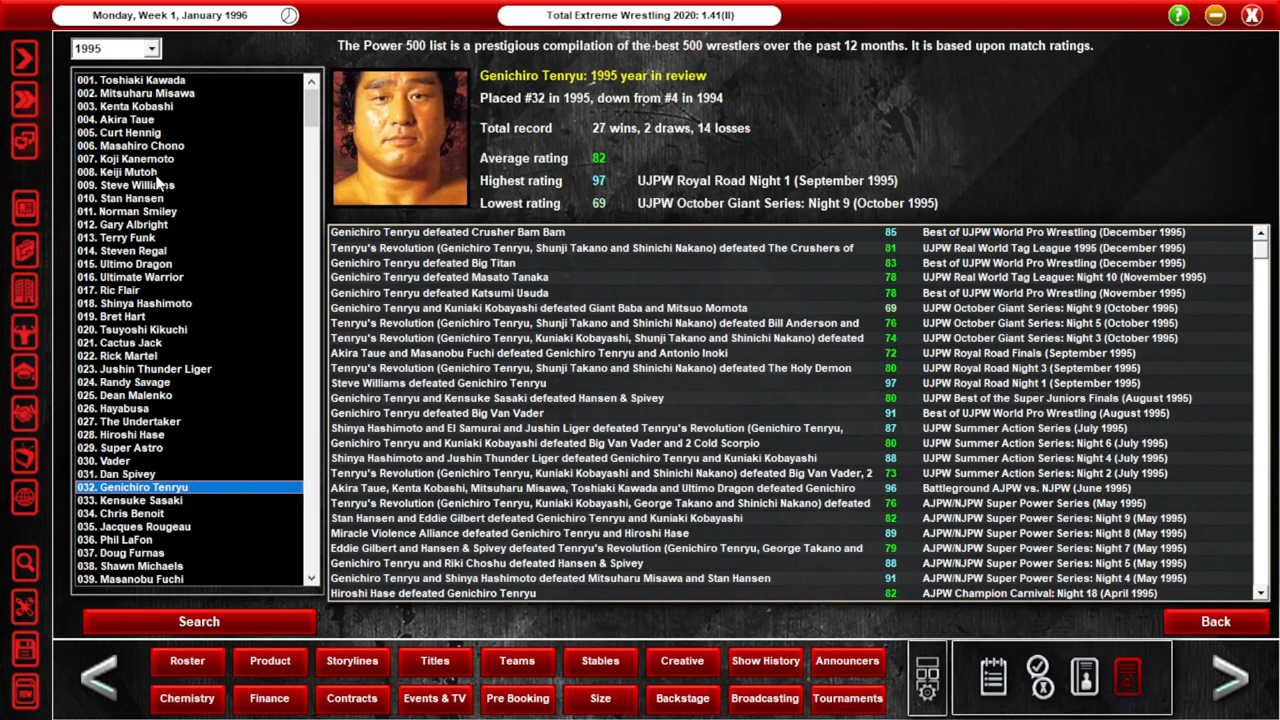 Monday, Week 1, January 1996
Total Extreme Wrestling 2020: 1.41(II)
1995
The Power 500 list is a prestigious compilation of the best 500 wrestlers over the past 12 months. It is based upon match ratings.
001. Toshiaki Kawada
002. Mitsuharu Misawa
003. Kenta Kobashi
004. Akira Taue
005. Curt Hennig
006. Masahiro Chono
007. Koji Kanemoto
008. Keiji Mutoh
009. Steve Williams
010. Stan Hansen
011. Norman Smiley
012. Gary Albright
013. Terry Funk
014. Steven Regal
015. Ultimo Dragon
016. Ultimate Warrior
017. Ric Flair
018. Shinya Hashimoto
019. Bret Hart
020. Tsuyoshi Kikuchi
021. Cactus Jack
022. Rick Martel
023. Jushin Thunder Liger
024. Randy Savage
025. Dean Malenko
026. Hayabusa
027. The Undertaker
028. Hiroshi Hase
029. Super Astro
030. Vader
031. Dan Spivey
032. Genichiro Tenryu
033. Kensuke Sasaki
034. Chris Benoit
035. Jacques Rougeau
036. Phil LaFon
037. Doug Furnas
038. Shawn Michaels
039. Masanobu Fuchi
Genichiro Tenryu: 1995 year in review
Placed #32 in 1995, down from #4 in 1994
Total record 27 wins, 2 draws, 14 losses
Average rating 82
Highest rating 97 UJPW Royal Road Night 1 (September 1995)
Lowest rating 69 UJPW October Giant Series: Night 9 (October 1995)
Genichiro Tenryu defeated Crusher Bam Bam 85 Best of UJPW World Pro Wrestling (December 1995)
Tenryu's Revolution (Genichiro Tenryu, Shunji Takano and Shinichi Nakano) defeated The Crushers of 81 UJPW Real World Tag League 1995 (December 1995)
Genichiro Tenryu defeated Big Titan 83 Best of UJPW World Pro Wrestling (December 1995)
Genichiro Tenryu defeated Masato Tanaka 78 UJPW Real World Tag League: Night 10 (November 1995)
Genichiro Tenryu defeated Katsumi Usuda 78 Best of UJPW World Pro Wrestling (November 1995)
Genichiro Tenryu and Kuniaki Kobayashi defeated Giant Baba and Mitsuo Momota 69 UJPW October Giant Series: Night 9 (October 1995)
Tenryu's Revolution (Genichiro Tenryu, Shunji Takano and Shinichi Nakano) defeated Bill Anderson and 76 UJPW October Giant Series: Night 5 (October 1995)
Tenryu's Revolution (Genichiro Tenryu, Kuniaki Kobayashi, Shunji Takano and Shinichi Nakano) defeated 74 UJPW October Giant Series: Night 3 (October 1995)
Akira Taue and Masanobu Fuchi defeated Genichiro Tenryu and Antonio Inoki 72 UJPW Royal Road Finals (September 1995)
Tenryu's Revolution (Genichiro Tenryu, Shunji Takano and Shinichi Nakano) defeated The Holy Demon 80 UJPW Royal Road Night 3 (September 1995)
Steve Williams defeated Genichiro Tenryu 97 UJPW Royal Road Night 1 (September 1995)
Genichiro Tenryu and Kensuke Sasaki defeated Hansen & Spivey 80 UJPW Best of the Super Juniors Finals (August 1995)
Genichiro Tenryu defeated Big Van Vader 91 Best of UJPW World Pro Wrestling (August 1995)
Shinya Hashimoto and El Samurai and Jushin Liger defeated Tenryu's Revolution (Genichiro Tenryu, 87 UJPW Summer Action Series (July 1995)
Genichiro Tenryu and Kuniaki Kobayashi defeated Big Van Vader and 2 Cold Scorpio 80 UJPW Summer Action Series: Night 6 (July 1995)
Shinya Hashimoto and Jushin Thunder Liger defeated Genichiro Tenryu and Kuniaki Kobayashi 88 UJPW Summer Action Series: Night 4 (July 1995)
Tenryu's Revolution (Genichiro Tenryu, Kuniaki Kobayashi and Shinichi Nakano) defeated Big Van Vader, 2 73 UJPW Summer Action Series: Night 2 (July 1995)
Akira Taue, Kenta Kobashi, Mitsuharu Misawa, Toshiaki Kawada and Ultimo Dragon defeated Genichiro 96 Battleground AJPW vs. NJPW (June 1995)
Tenryu's Revolution (Genichiro Tenryu, Kuniaki Kobayashi, George Takano and Shinichi Nakano) defeated 76 AJPW/NJPW Super Power Series (May 1995)
Stan Hansen and Eddie Gilbert defeated Genichiro Tenryu and Kuniaki Kobayashi 82 AJPW/NJPW Super Power Series: Night 9 (May 1995)
Miracle Violence Alliance defeated Genichiro Tenryu and Hiroshi Hase 89 AJPW/NJPW Super Power Series: Night 8 (May 1995)
Eddie Gilbert and Hansen & Spivey defeated Tenryu's Revolution (Genichiro Tenryu, George Takano and 79 AJPW/NJPW Super Power Series: Night 7 (May 1995)
Genichiro Tenryu and Riki Choshu defeated Hansen & Spivey 88 AJPW/NJPW Super Power Series: Night 5 (May 1995)
Genichiro Tenryu and Shinya Hashimoto defeated Mitsuharu Misawa and Stan Hansen 91 AJPW/NJPW Super Power Series: Night 4 (May 1995)
Hiroshi Hase defeated Genichiro Tenryu 82 AJPW Champion Carnival: Night 18 (April 1995)
Search
Back
Roster Product Storylines Titles Teams Stables Creative Show History Announcers
Chemistry Finance Contracts Events & TV Pre Booking Size Backstage Broadcasting Tournaments